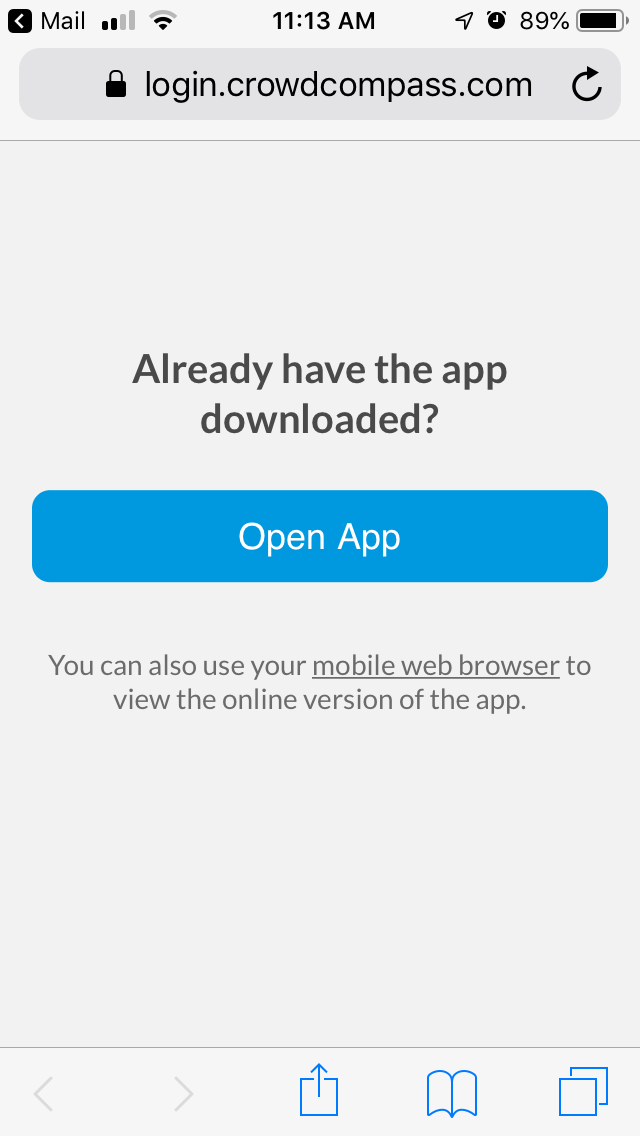 Mail 11:13 AM 89%
login.crowdcompass.com
Already have the app
downloaded?
Open App
You can also use your mobile web browser to
view the online version of the app.